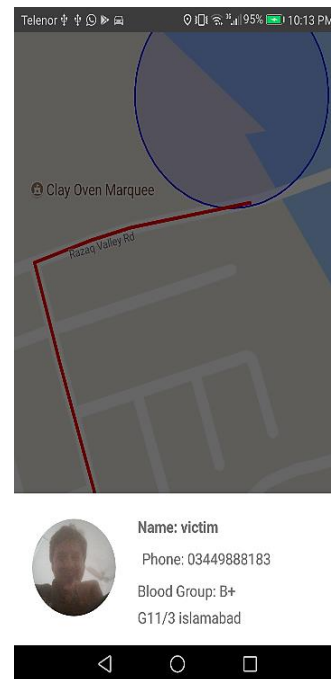 Telenor 95% 10:13 PM
Clay Oven Marquee
Razaq Valley Rd
Name: victim
Phone: 03449888183
Blood Group: B+
G11/3 islamabad